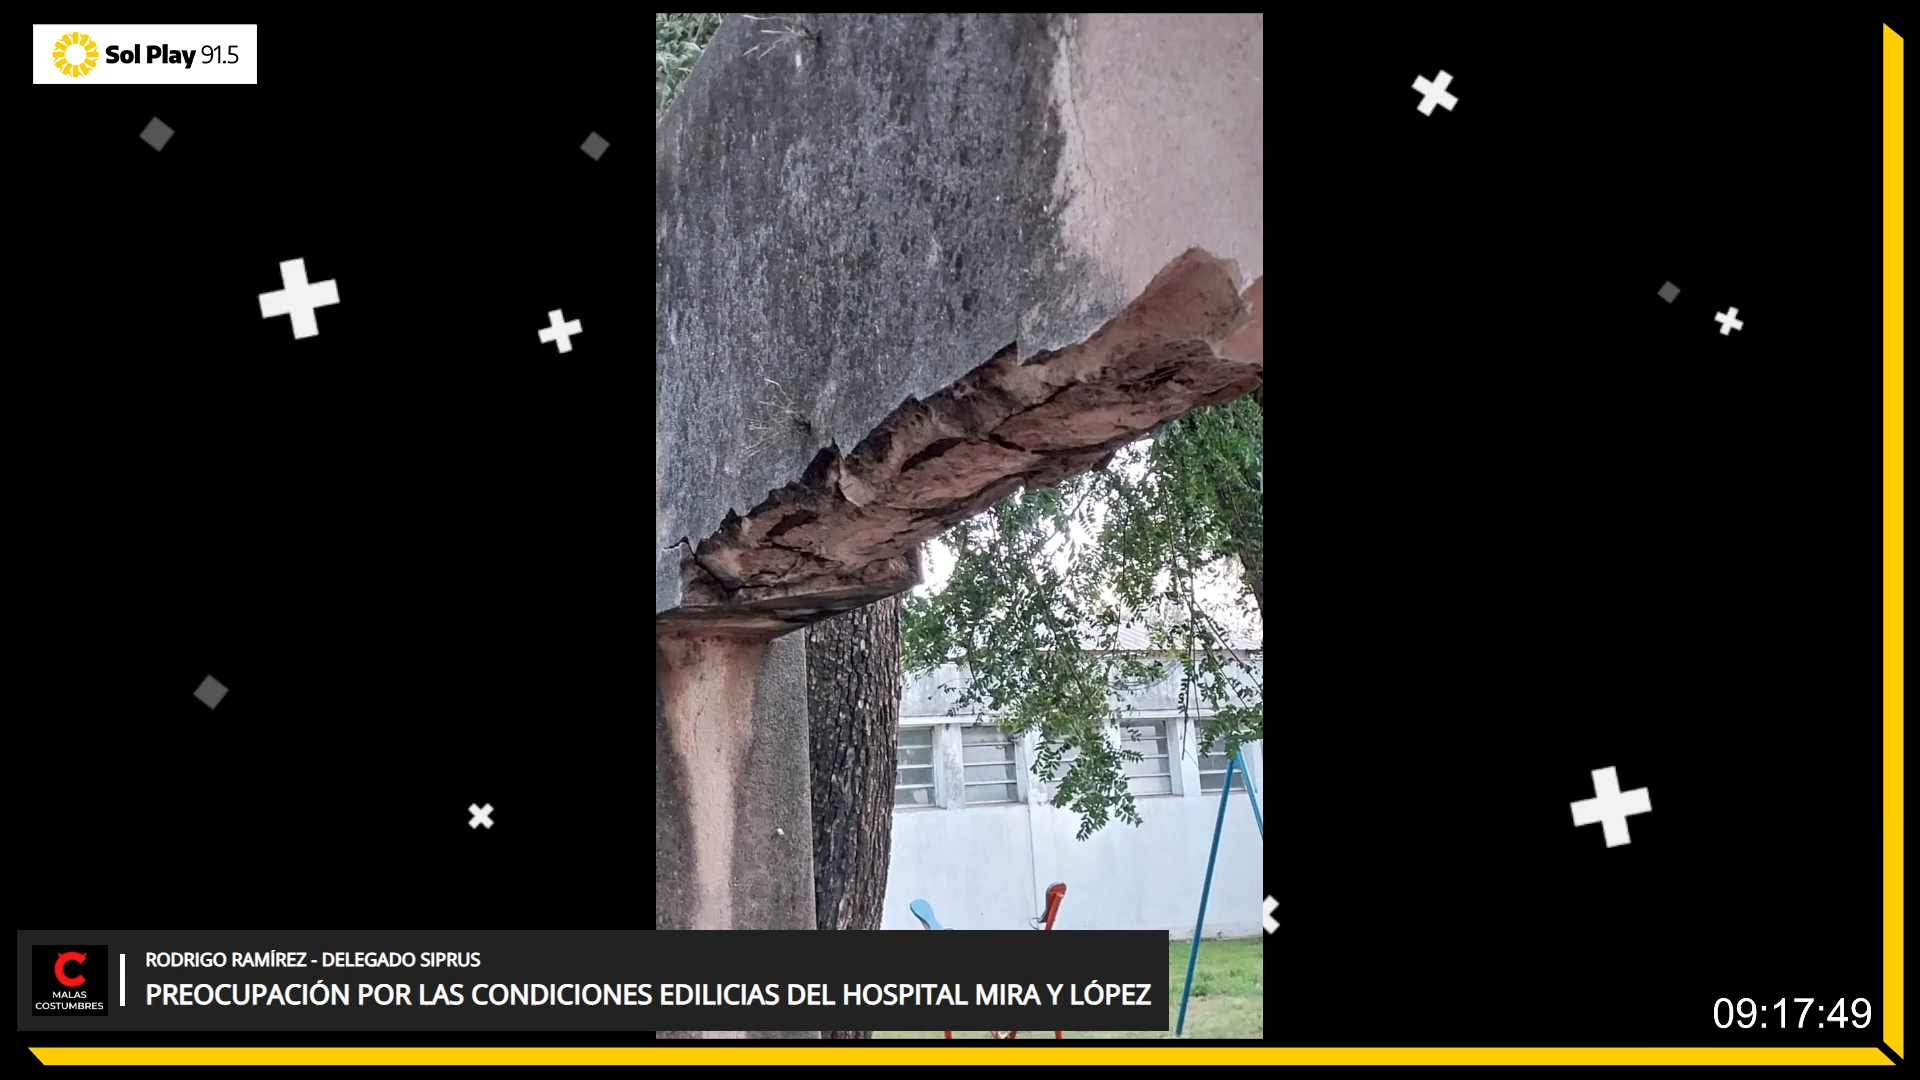 Sol Play 91.5
RODRIGO RAMÍREZ - DELEGADO SIPRUS
PREOCUPACIÓN POR LAS CONDICIONES EDILICIAS DEL HOSPITAL MIRA Y LÓPEZ
MALAS
COSTUMBRES
09:17:49